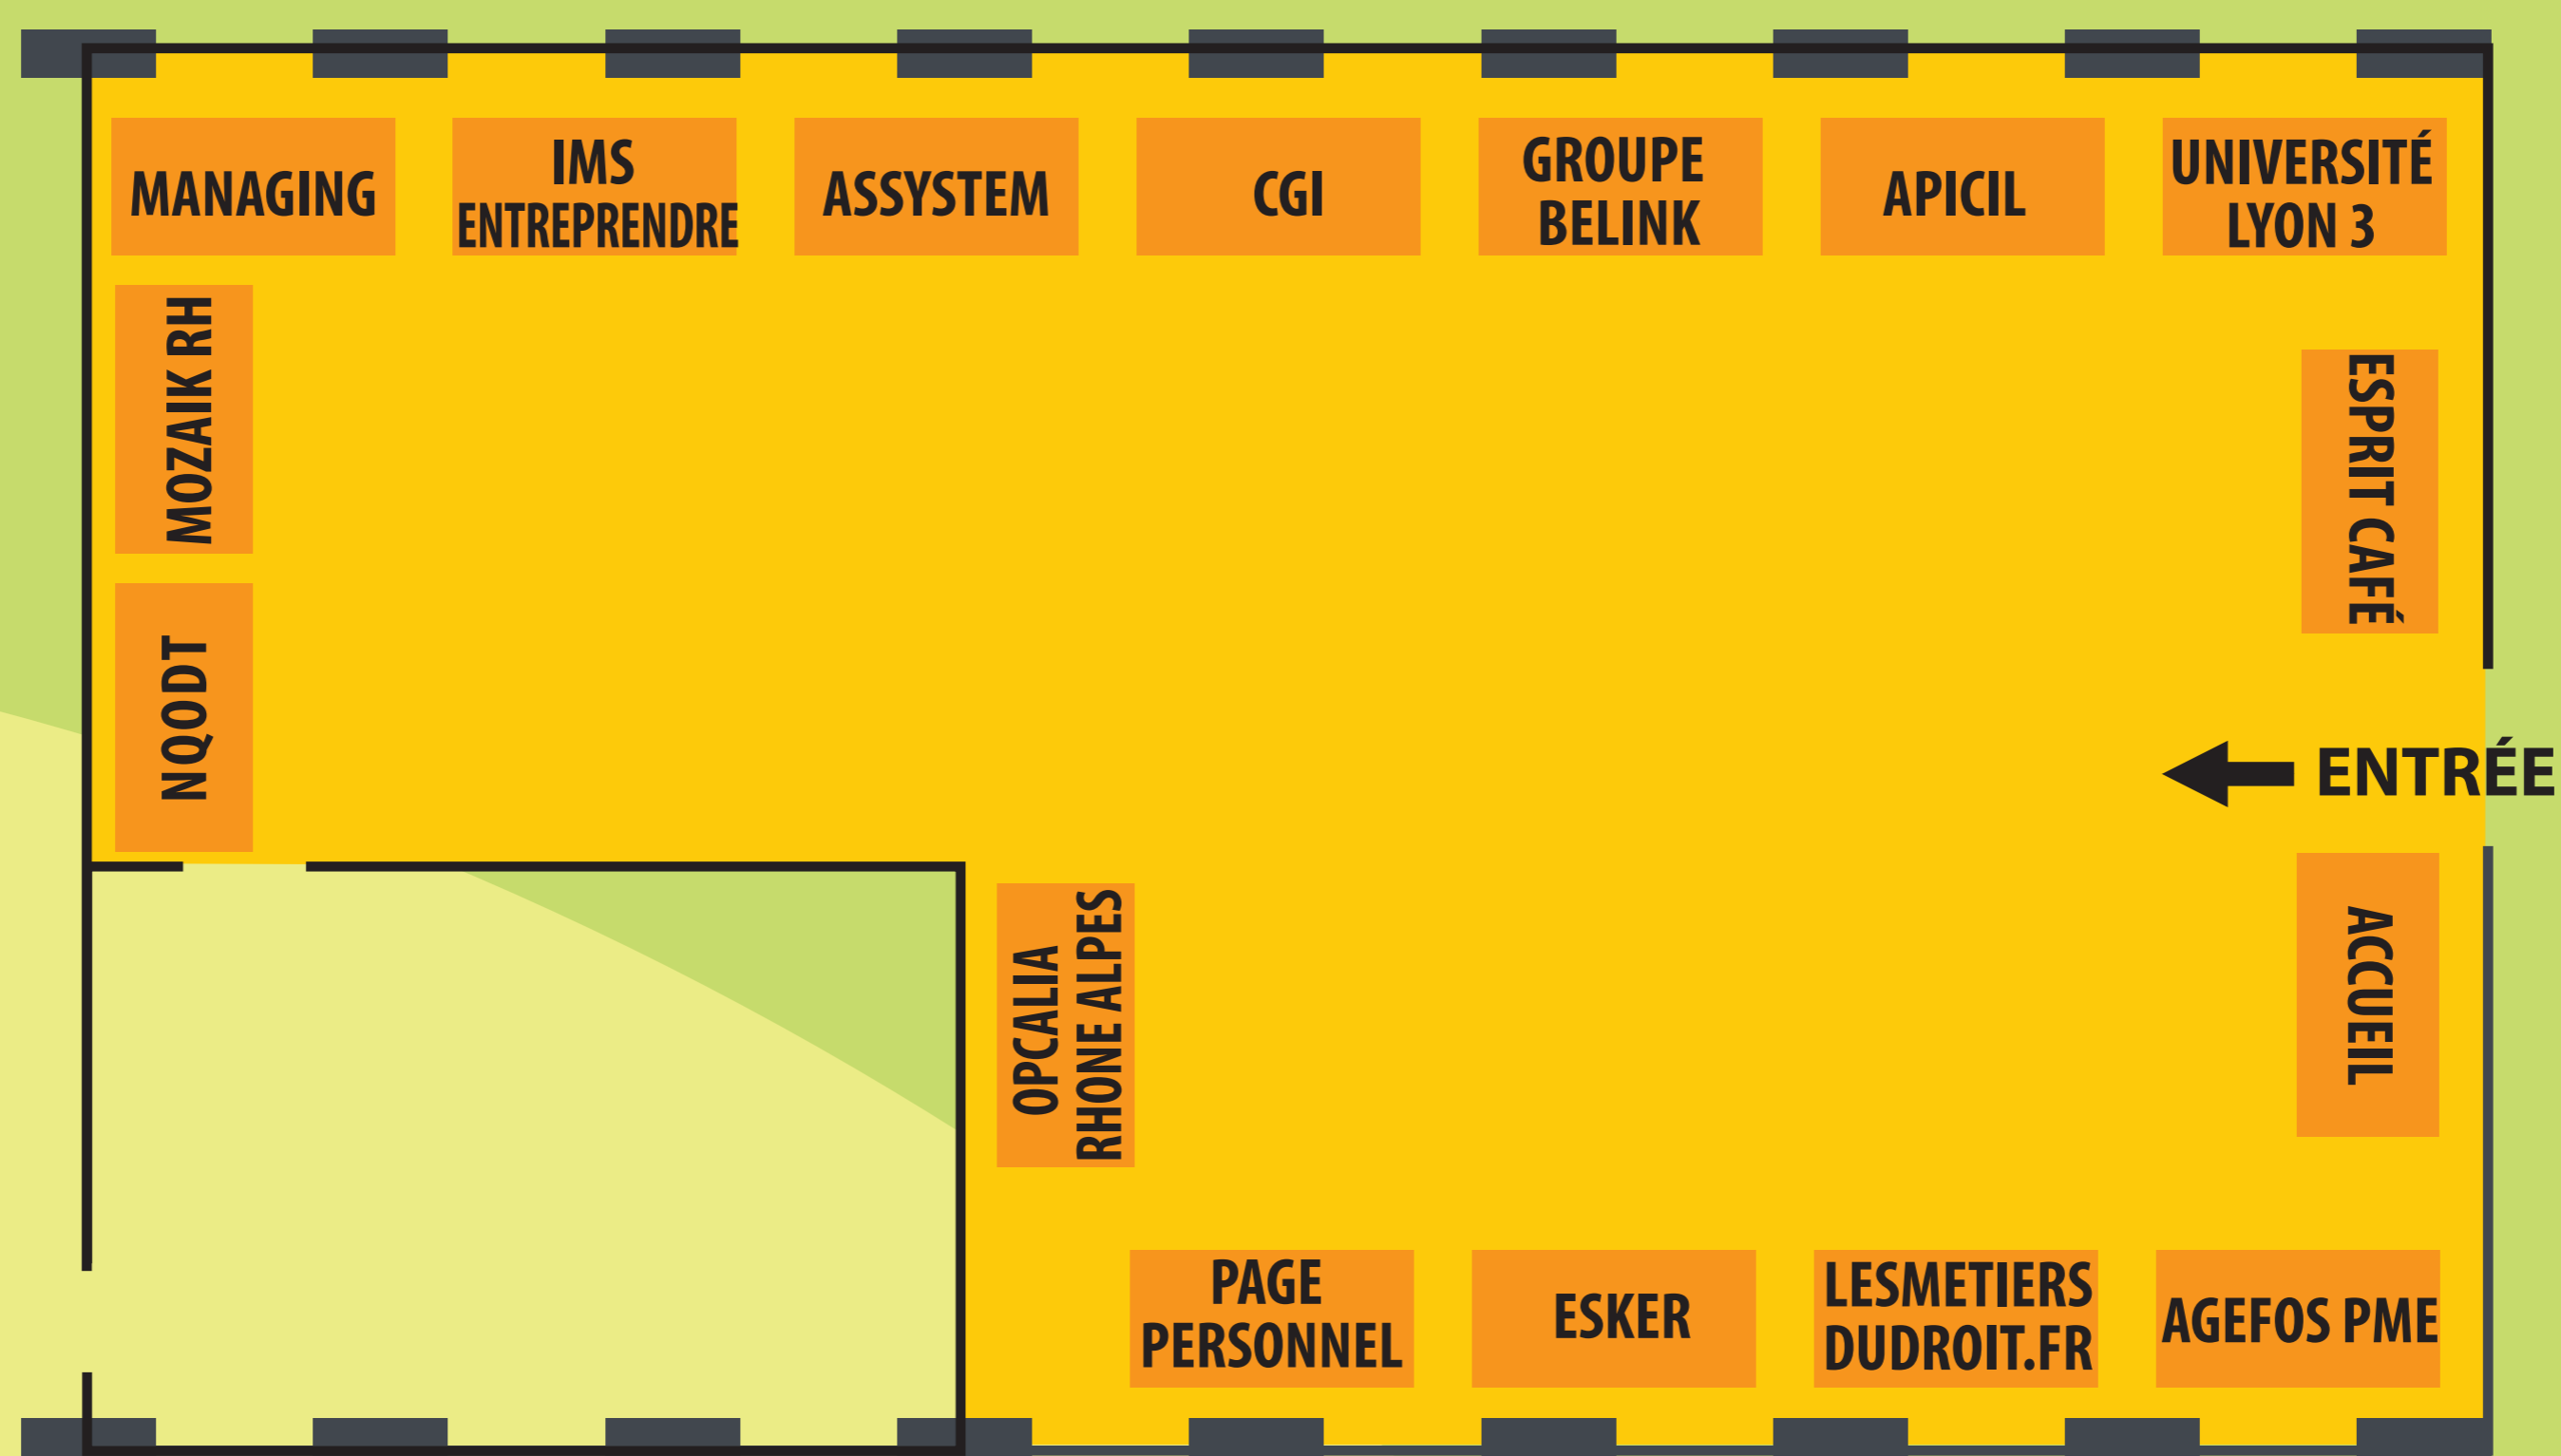 MANAGING
IMS
ENTREPRENDRE
ASSYSTEM
CGI
GROUPE
BELINK
APICIL
UNIVERSITÉ
LYON 3
MOZAIK RH
ESPRIT CAFÉ
NQODT
ENTRÉE
OPCALIA
RHONE ALPES
ACCUEIL
PAGE
PERSONNEL
ESKER
LESMETIERS
DUDROIT.FR
AGEFOS PME